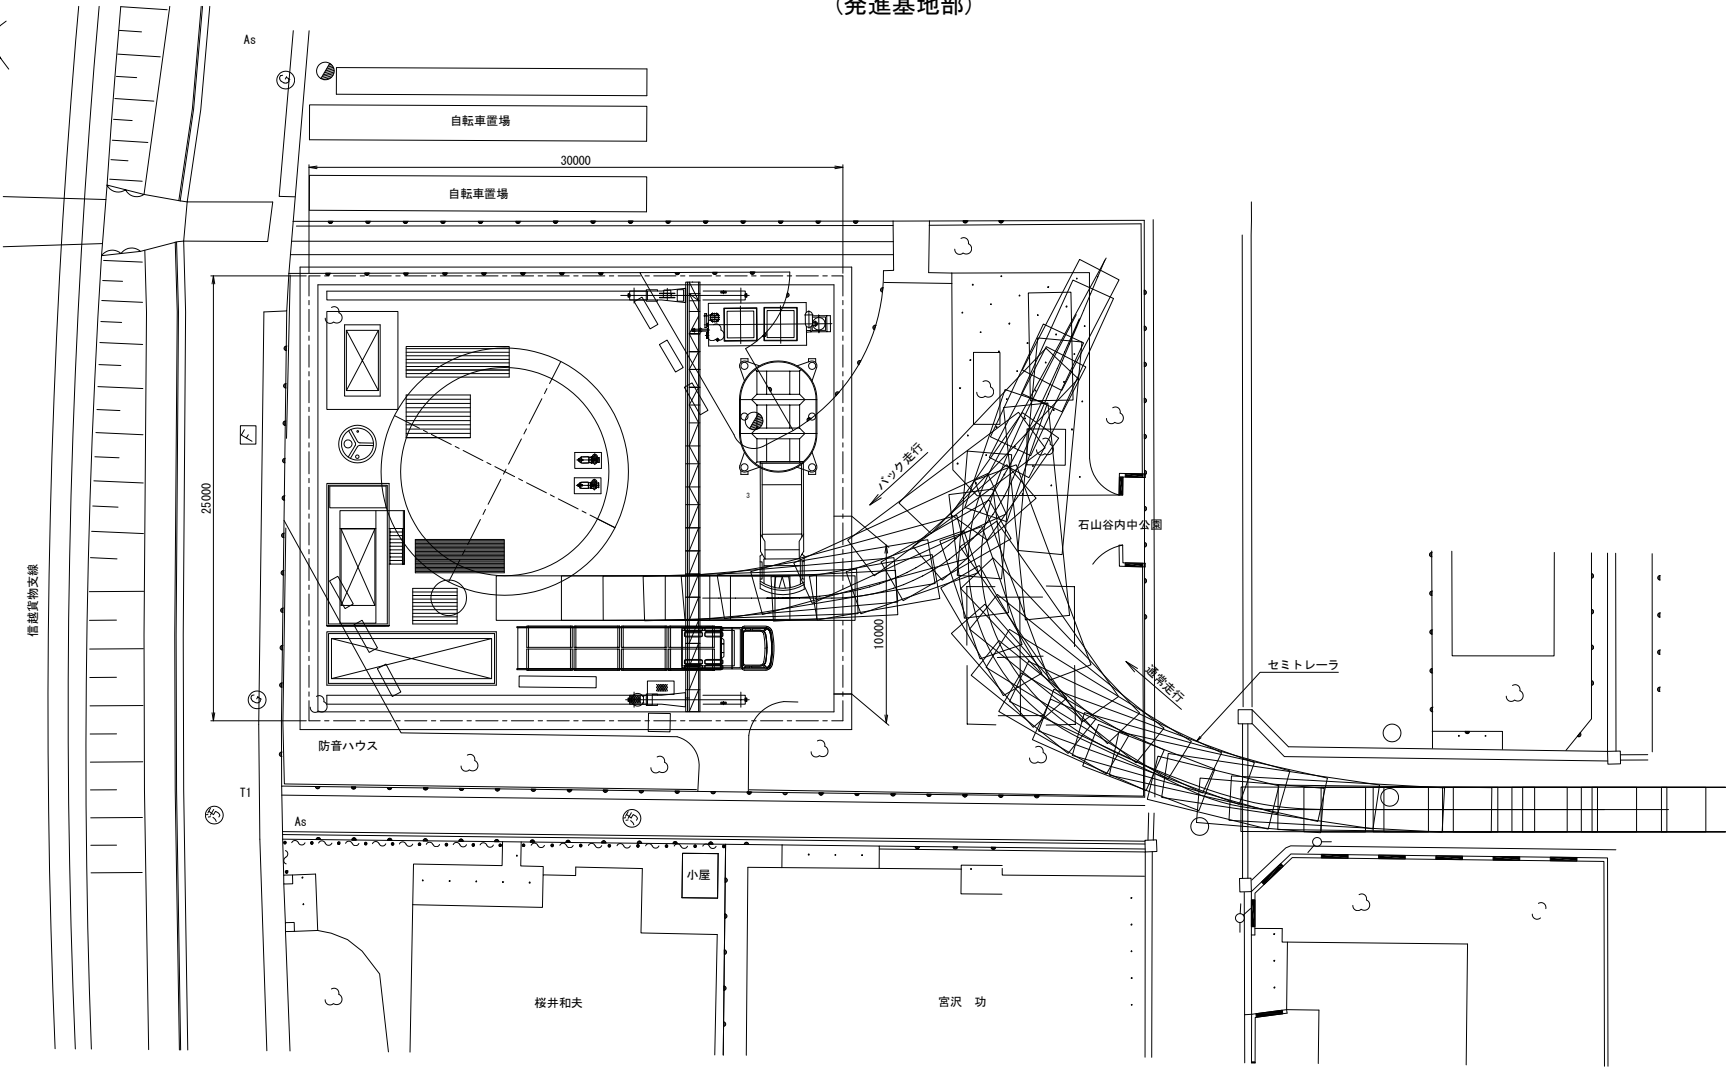 （発進基地部）
As
G
自転車置場
30000
自転車置場
25000
バック走行
3
石山谷内中公園
10000
信越貨物支線
通常走行
セミトレーラ
G
防音ハウス
T1
汚
As
汚
小屋
桜井和夫
宮沢　功